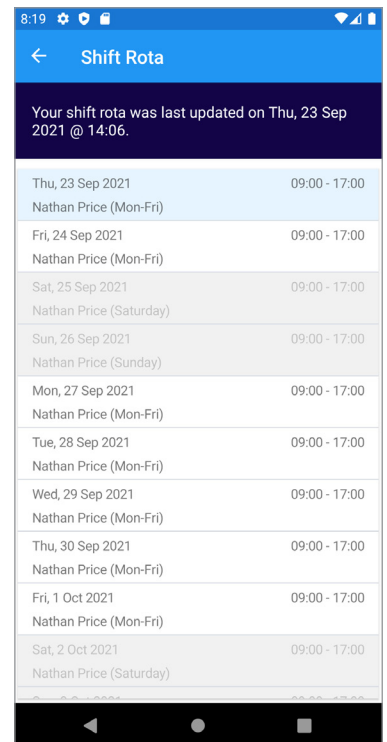 8:19
Shift Rota
Your shift rota was last updated on Thu, 23 Sep
2021 @ 14:06.
Thu, 23 Sep 2021 09:00 - 17:00
Nathan Price (Mon-Fri)
Fri, 24 Sep 2021 09:00 - 17:00
Nathan Price (Mon-Fri)
Sat, 25 Sep 2021 09:00 - 17:00
Nathan Price (Saturday)
Sun, 26 Sep 2021 09:00 - 17:00
Nathan Price (Sunday)
Mon, 27 Sep 2021 09:00 - 17:00
Nathan Price (Mon-Fri)
Tue, 28 Sep 2021 09:00 - 17:00
Nathan Price (Mon-Fri)
Wed, 29 Sep 2021 09:00 - 17:00
Nathan Price (Mon-Fri)
Thu, 30 Sep 2021 09:00 - 17:00
Nathan Price (Mon-Fri)
Fri, 1 Oct 2021 09:00 - 17:00
Nathan Price (Mon-Fri)
Sat, 2 Oct 2021 09:00 - 17:00
Nathan Price (Saturday)